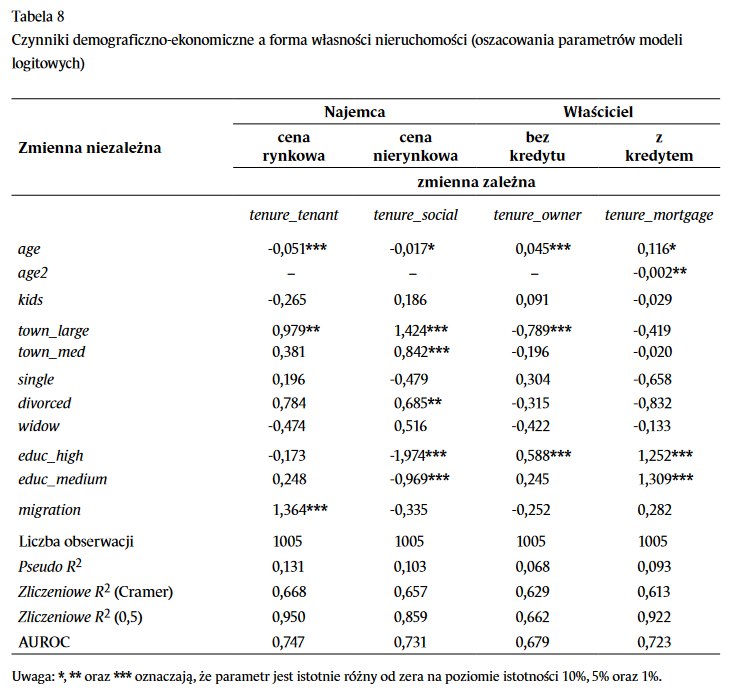 Tabela 8
Czynniki demograficzno-ekonomiczne a forma własności nieruchomości (oszacowania parametrów modeli
logitowych)
Zmienna niezależna Najemca Właściciel
cena rynkowa cena nierynkowa bez kredytu z kredytem
zmienna zależna
tenure_tenant tenure_social tenure_owner tenure_mortgage
age -0,051*** -0,017* 0,045*** 0,116*
age2 – – – -0,002**
kids -0,265 0,186 0,091 -0,029
town_large 0,979** 1,424*** -0,789*** -0,419
town_med 0,381 0,842*** -0,196 -0,020
single 0,196 -0,479 0,304 -0,658
divorced 0,784 0,685** -0,315 -0,832
widow -0,474 0,516 -0,422 -0,133
educ_high -0,173 -1,974*** 0,588*** 1,252***
educ_medium 0,248 -0,969*** 0,245 1,309***
migration 1,364*** -0,335 -0,252 0,282
Liczba obserwacji 1005 1005 1005 1005
Pseudo R² 0,131 0,103 0,068 0,093
Zliczeniowe R² (Cramer) 0,668 0,657 0,629 0,613
Zliczeniowe R² (0,5) 0,950 0,859 0,662 0,922
AUROC 0,747 0,731 0,679 0,723
Uwaga: *, ** oraz *** oznaczają, że parametr jest istotnie różny od zera na poziomie istotności 10%, 5% oraz 1%.